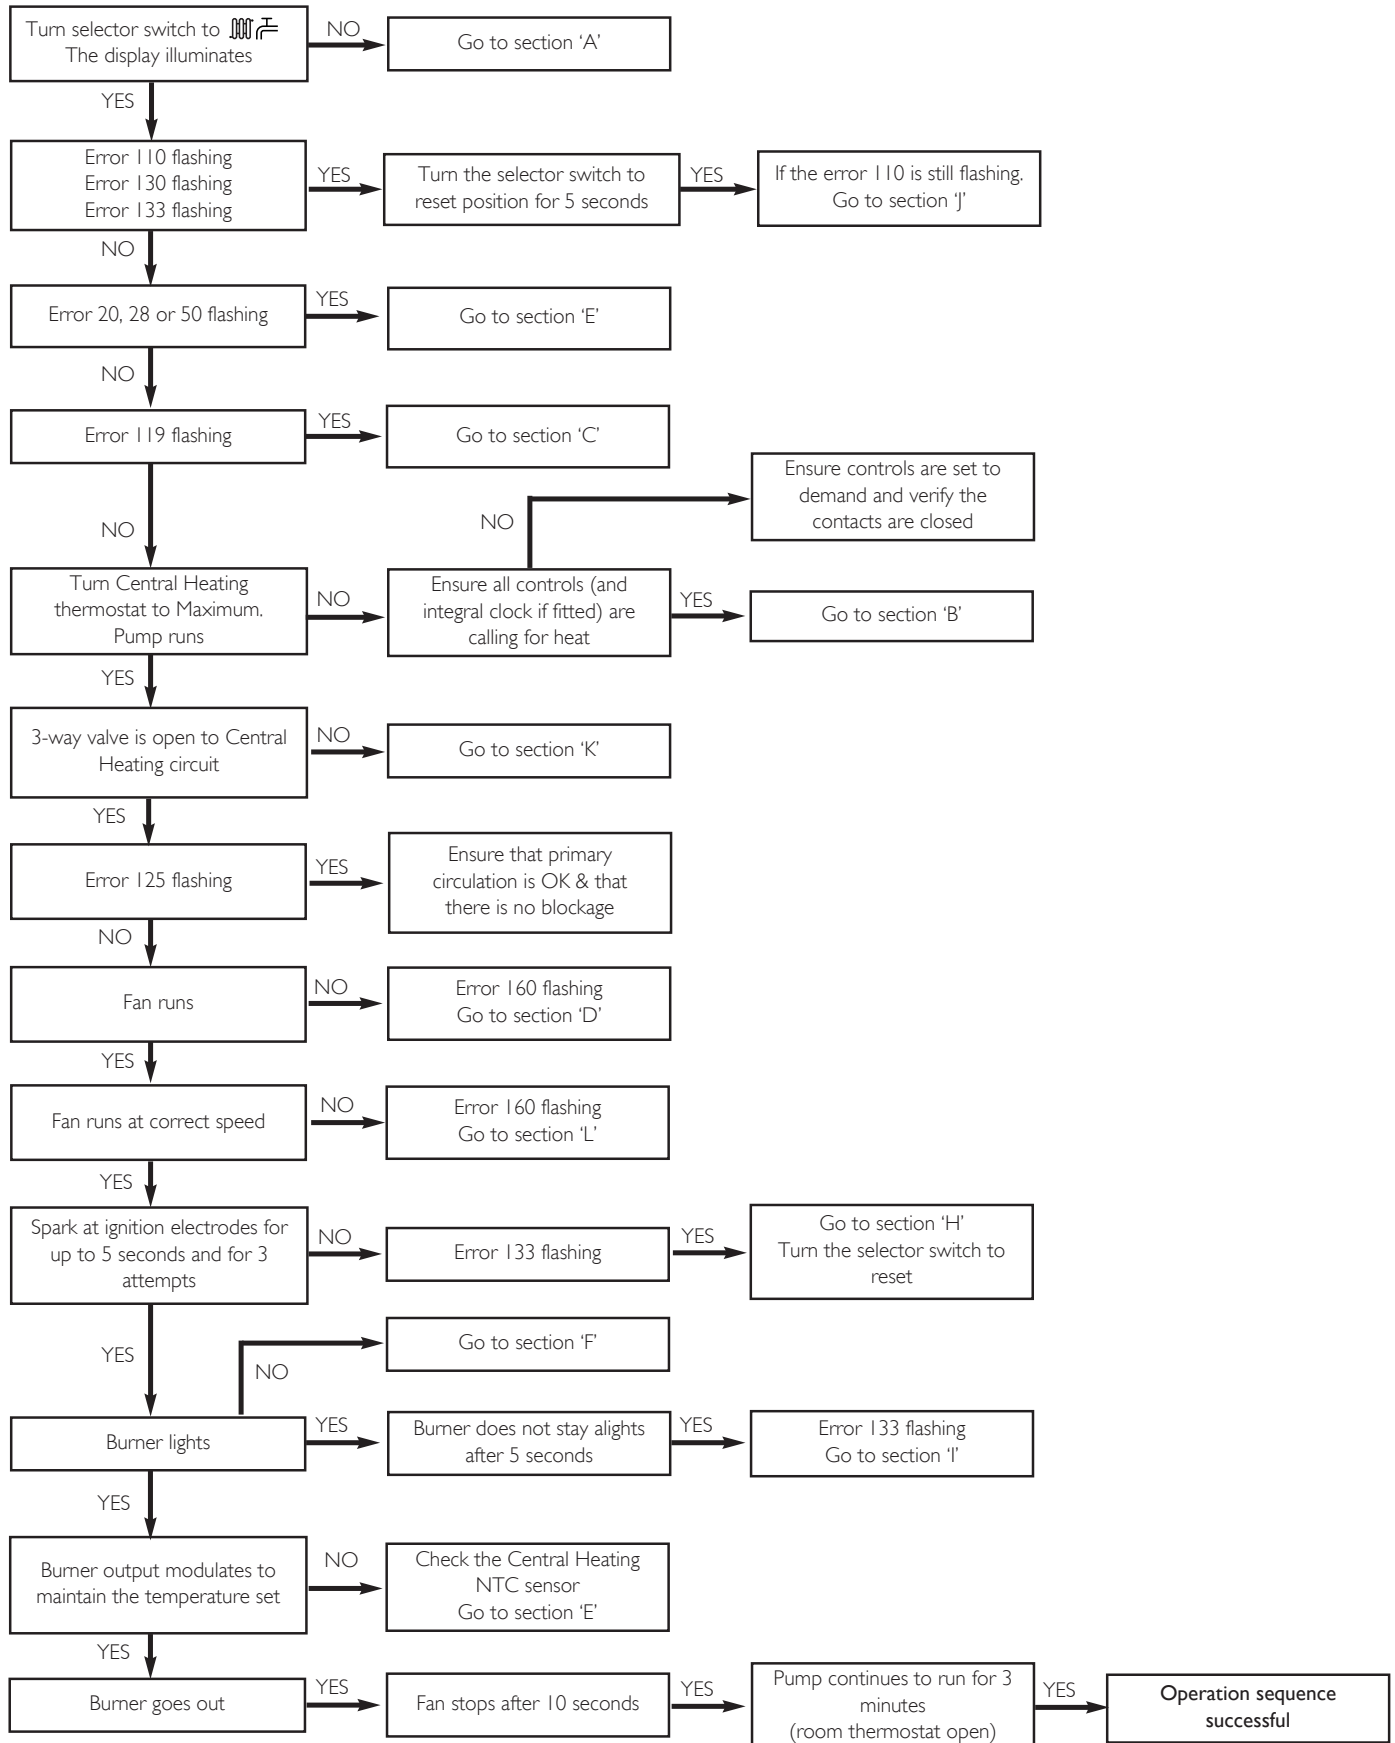 Turn selector switch to
The display illuminates
NO
Go to section ‘A’
YES
Error 110 flashing
Error 130 flashing
Error 133 flashing
YES
Turn the selector switch to
reset position for 5 seconds
YES
If the error 110 is still flashing.
Go to section ‘J’
NO
Error 20, 28 or 50 flashing
YES
Go to section ‘E’
NO
Error 119 flashing
YES
Go to section ‘C’
NO
Turn Central Heating
thermostat to Maximum.
Pump runs
NO
Ensure all controls (and
integral clock if fitted) are
calling for heat
NO
Ensure controls are set to
demand and verify the
contacts are closed
YES
Go to section ‘B’
YES
3-way valve is open to Central
Heating circuit
NO
Go to section ‘K’
YES
Error 125 flashing
YES
Ensure that primary
circulation is OK & that
there is no blockage
NO
Fan runs
NO
Error 160 flashing
Go to section ‘D’
YES
Fan runs at correct speed
NO
Error 160 flashing
Go to section ‘L’
YES
Spark at ignition electrodes for
up to 5 seconds and for 3
attempts
NO
Error 133 flashing
YES
Go to section ‘H’
Turn the selector switch to
reset
YES
NO
Go to section ‘F’
Burner lights
YES
Burner does not stay alights
after 5 seconds
YES
Error 133 flashing
Go to section ‘I’
YES
Burner output modulates to
maintain the temperature set
NO
Check the Central Heating
NTC sensor
Go to section ‘E’
YES
Burner goes out
YES
Fan stops after 10 seconds
YES
Pump continues to run for 3
minutes
(room thermostat open)
YES
Operation sequence
successful